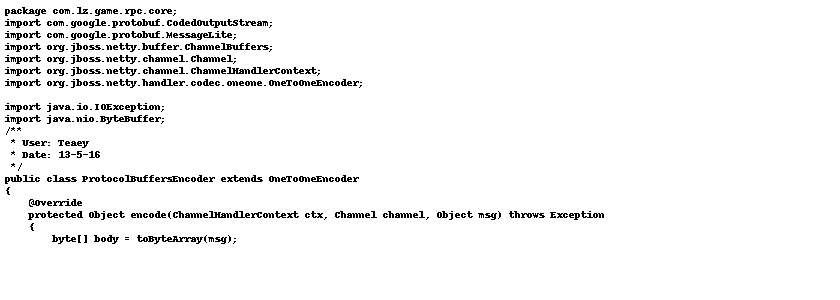 package com.lz.game.rpc.core;
import com.google.protobuf.CodedOutputStream;
import com.google.protobuf.MessageLite;
import org.jboss.netty.buffer.ChannelBuffers;
import org.jboss.netty.channel.Channel;
import org.jboss.netty.channel.ChannelHandlerContext;
import org.jboss.netty.handler.codec.oneone.OneToOneEncoder;
import java.io.IOException;
import java.nio.ByteBuffer;
/**
 * User: Teaey
 * Date: 13-5-16
 */
public class ProtocolBuffersEncoder extends OneToOneEncoder
{
    @Override
    protected Object encode(ChannelHandlerContext ctx, Channel channel, Object msg) throws Exception
    {
        byte[] body = toByteArray(msg);